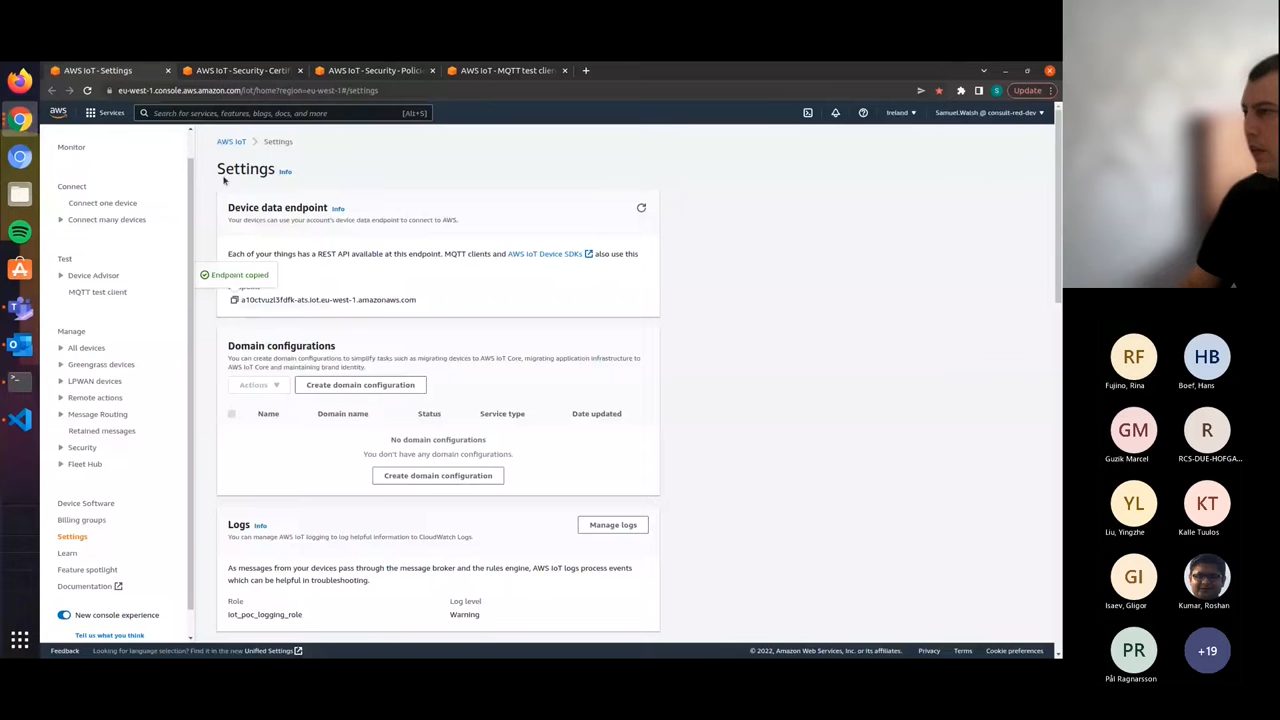 AWS IoT - Settings
AWS IoT - Security - Certi
AWS IoT - Security - Polici
AWS IoT - MQTT test clien
eu-west-1.console.aws.amazon.com/iot/home?region=eu-west-1#/settings
S
Update
aws
Services
Search for services, features, blogs, docs, and more
[Alt+S]
Ireland
Samuel.Walsh @ consult-red-dev
Monitor
Connect
Connect one device
Connect many devices
Test
Device Advisor
MQTT test client
Manage
All devices
Greengrass devices
LPWAN devices
Remote actions
Message Routing
Retained messages
Security
Fleet Hub
Device Software
Billing groups
Settings
Learn
Feature spotlight
Documentation
New console experience
Tell us what you think
AWS IoT
Settings
Settings Info
Device data endpoint Info
Your devices can use your account's device data endpoint to connect to AWS.
Each of your things has a REST API available at this endpoint. MQTT clients and AWS IoT Device SDKs also use this
Endpoint copied
a10ctvuzl3fdfk-ats.iot.eu-west-1.amazonaws.com
Domain configurations
You can create domain configurations to simplify tasks such as migrating devices to AWS IoT Core, migrating application infrastructure to
AWS IoT Core and maintaining brand identity.
Actions
Create domain configuration
Name
Domain name
Status
Service type
Date updated
No domain configurations
You don't have any domain configurations.
Create domain configuration
Logs Info
Manage logs
You can manage AWS IoT logging to log helpful information to CloudWatch Logs.
As messages from your devices pass through the message broker and the rules engine, AWS IoT logs process events
which can be helpful in troubleshooting.
Role
Log level
iot_poc_logging_role
Warning
Feedback
Looking for language selection? Find it in the new Unified Settings
© 2022, Amazon Web Services, Inc. or its affiliates.
Privacy
Terms
Cookie preferences
RF
HB
Fujino, Rina
Boef, Hans
GM
R
Guzik Marcel
RCS-DUE-HOFGA...
YL
KT
Liu, Yingzhe
Kalle Tuulos
GI
Isaev, Gligor
Kumar, Roshan
PR
+19
Pål Ragnarsson